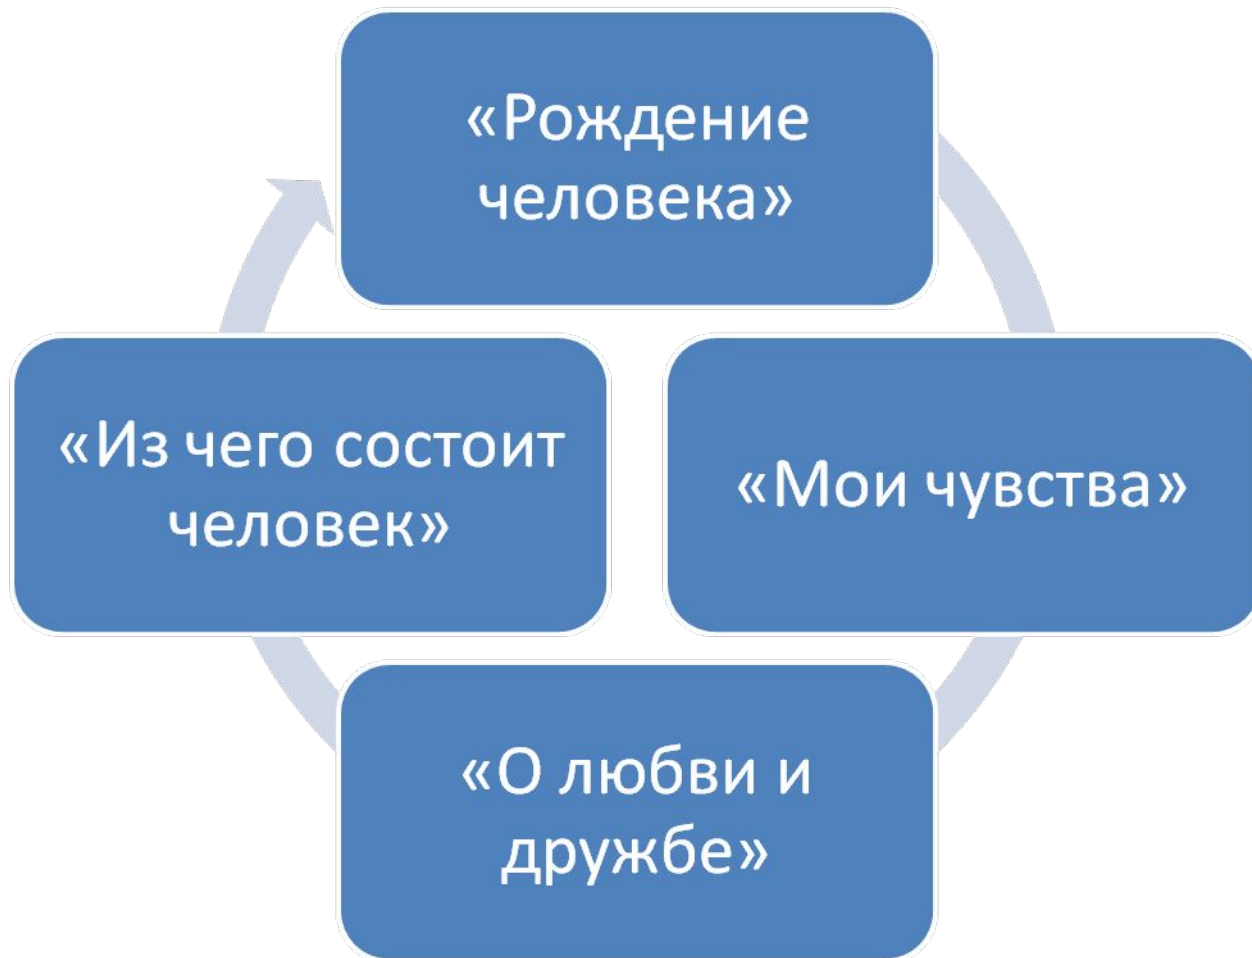 «Рождение
человека»
«Из чего состоит
человек»
«Мои чувства»
«О любви и
дружбе»